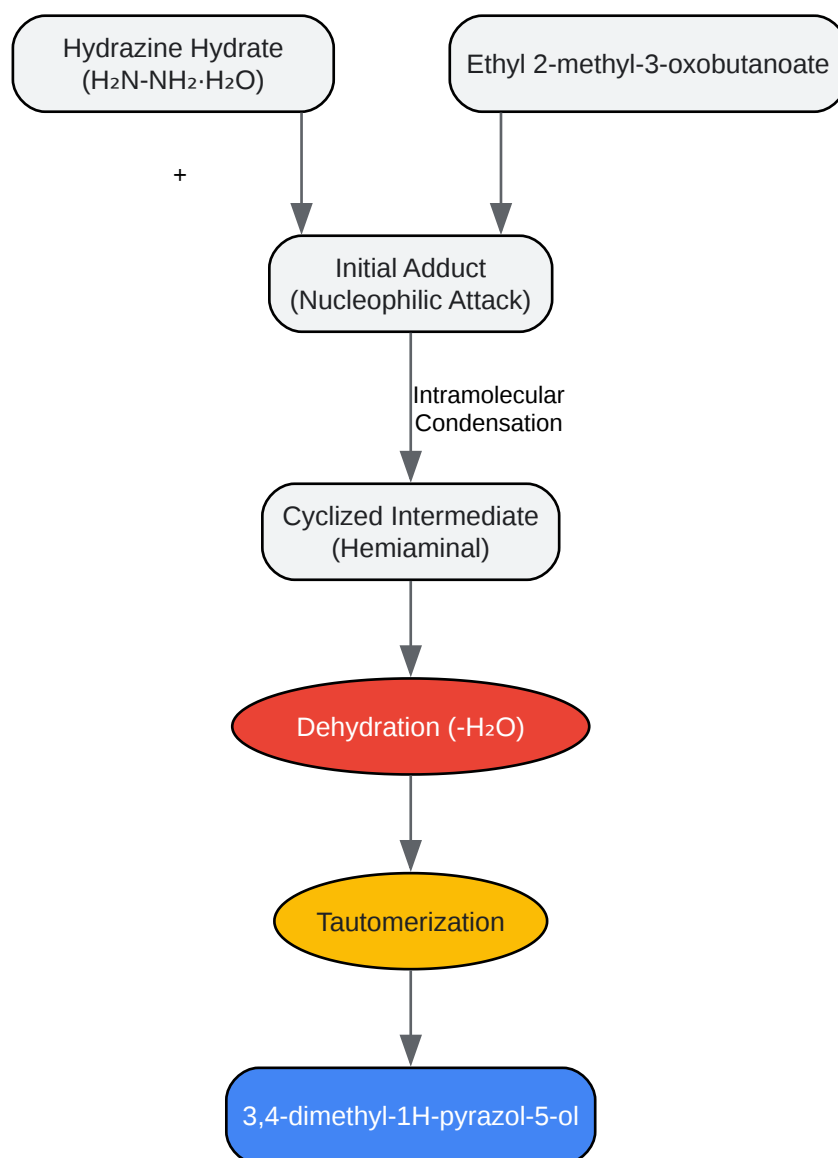 Hydrazine Hydrate
(H₂N-NH₂·H₂O)
Ethyl 2-methyl-3-oxobutanoate
+
Initial Adduct
(Nucleophilic Attack)
Intramolecular
Condensation
Cyclized Intermediate
(Hemiaminal)
Dehydration (-H₂O)
Tautomerization
3,4-dimethyl-1H-pyrazol-5-ol